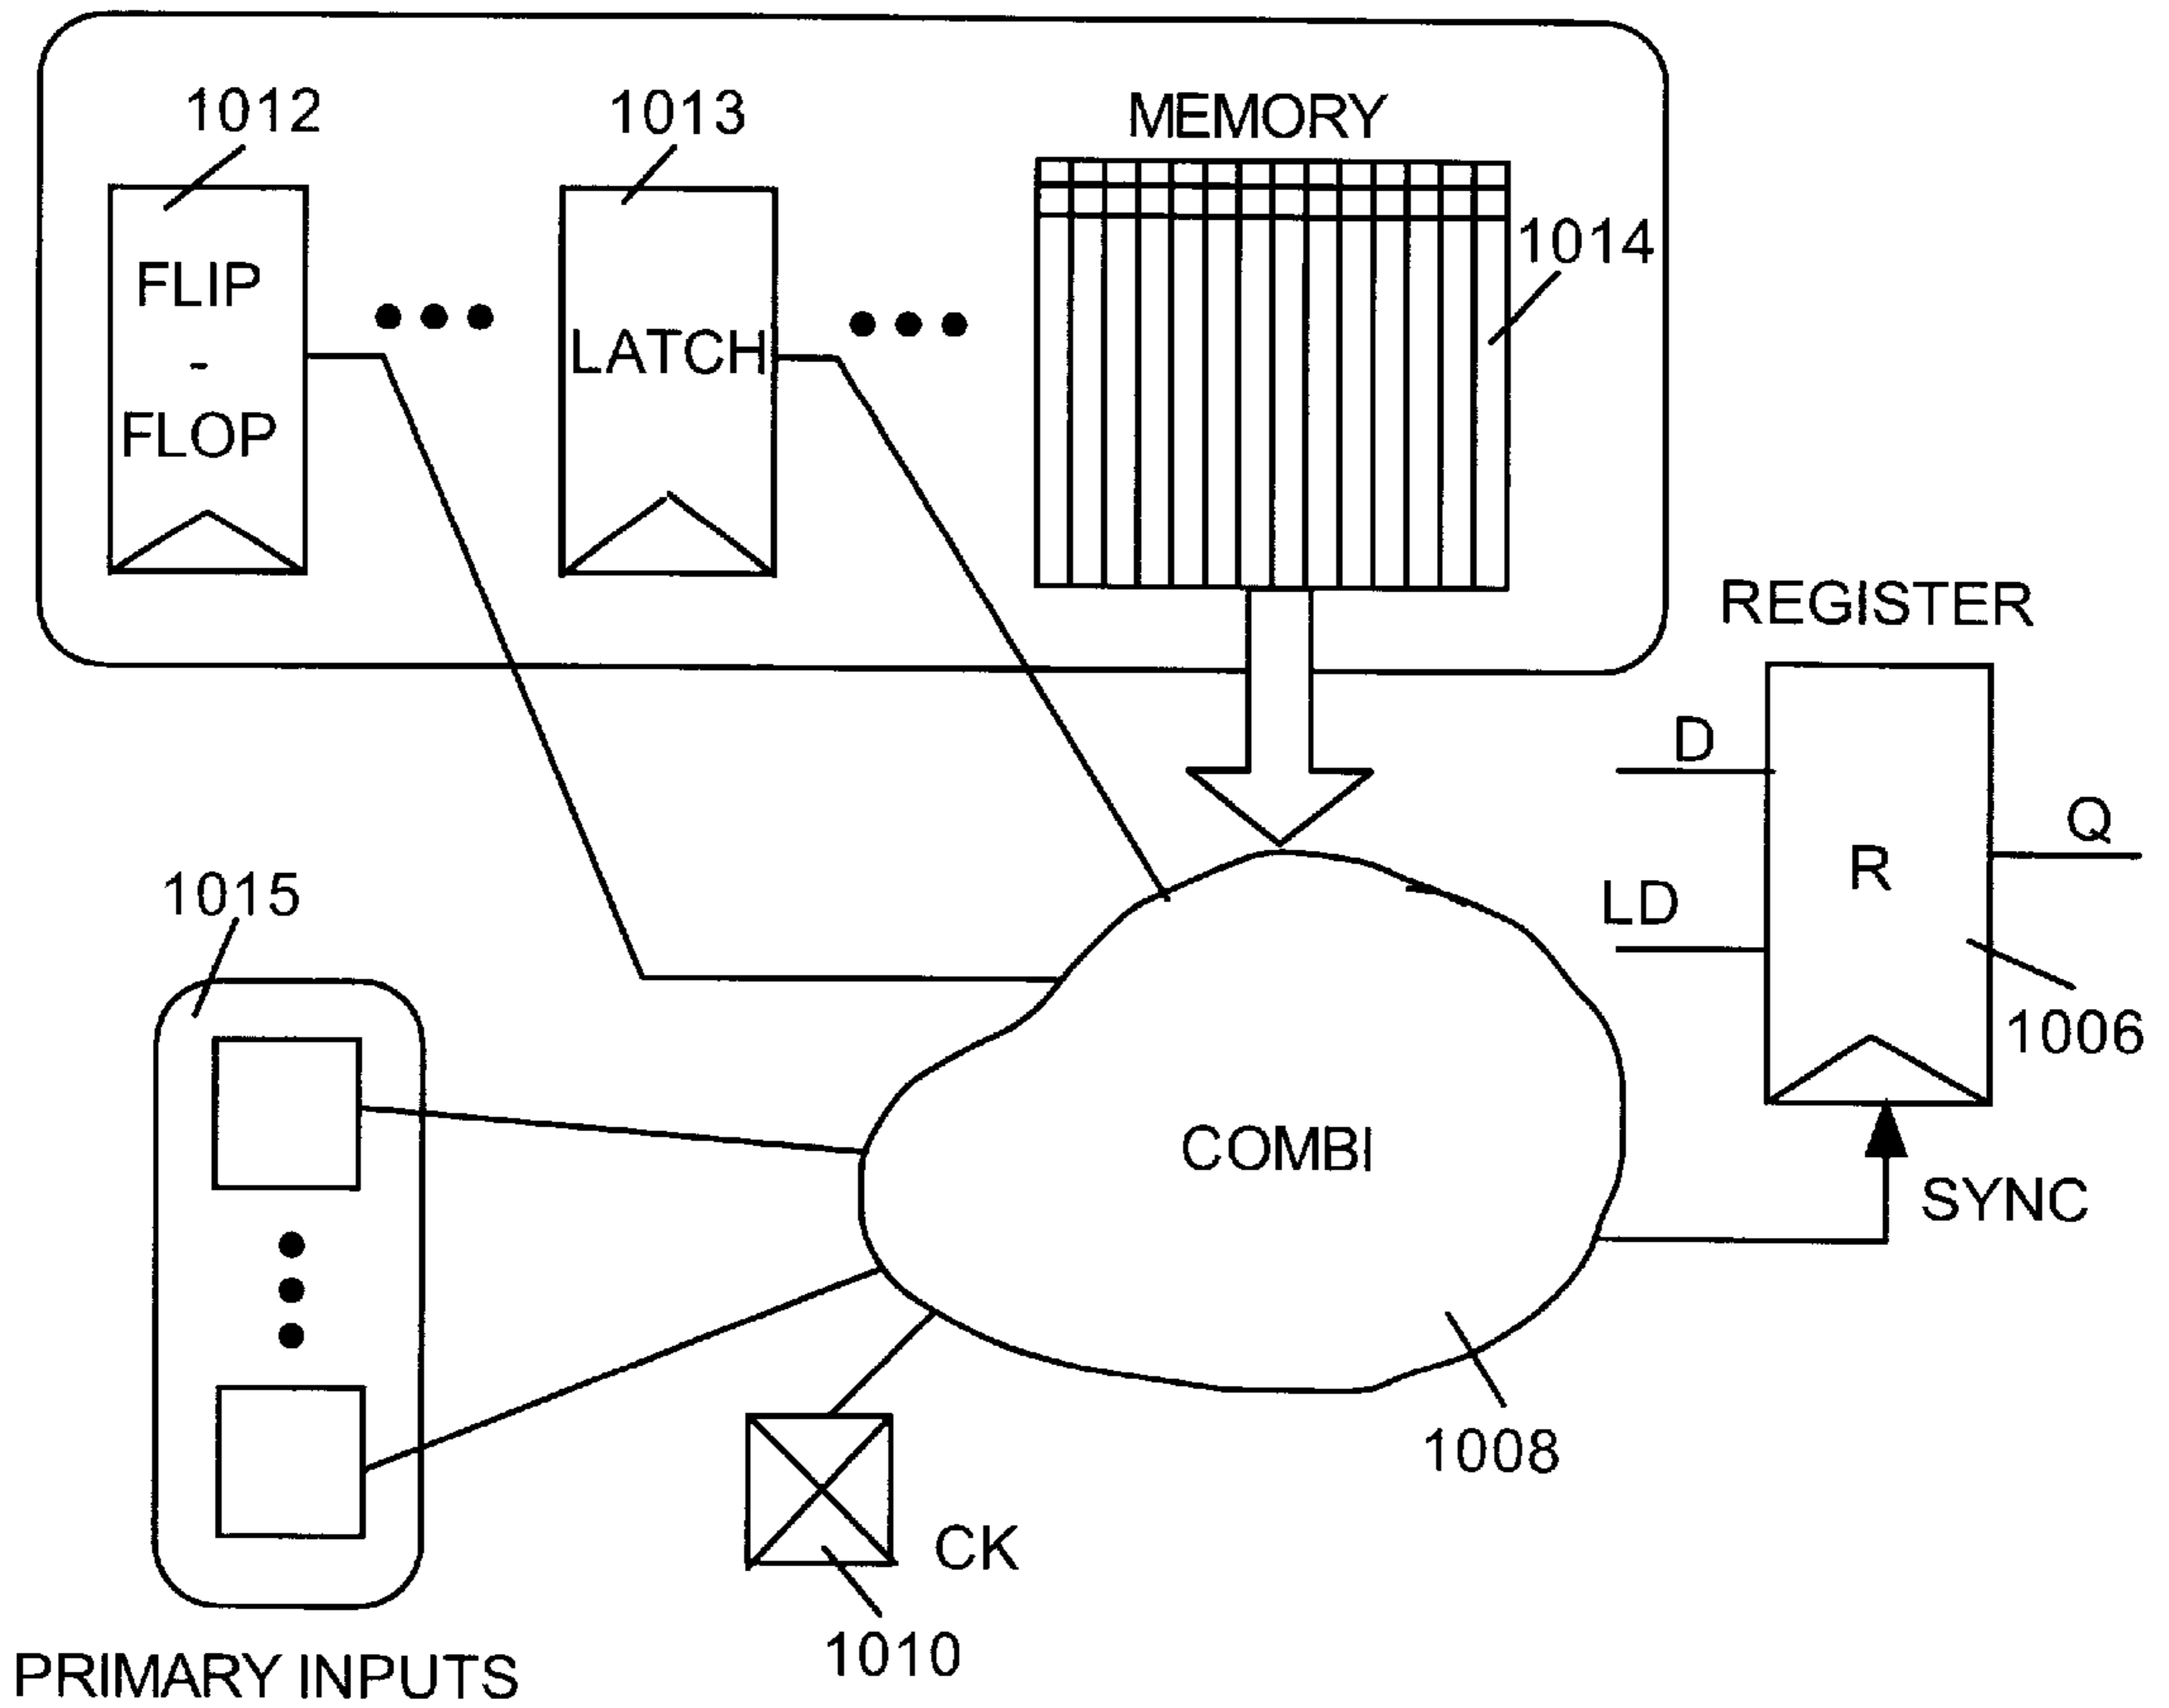 1012
1013
MEMORY
1014
FLIP
-
FLOP
LATCH
REGISTER
D
Q
R
LD
1015
1006
COMBI
SYNC
1008
CK
1010
PRIMARY INPUTS